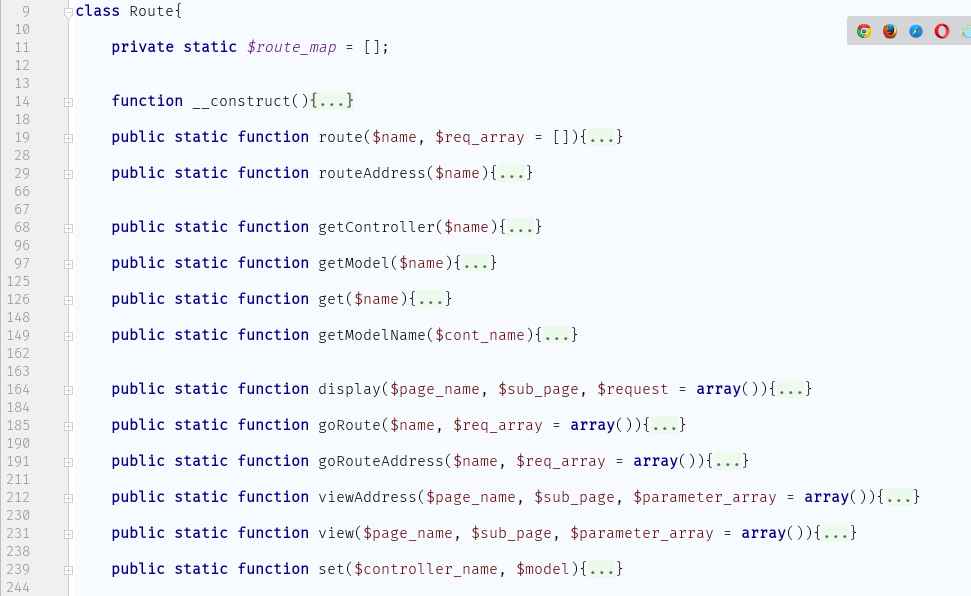 9 class Route{
10
11 private static $route_map = [];
12
13
14 function __construct(){...}
18
19 public static function route($name, $req_array = []){...}
28
29 public static function routeAddress($name){...}
66
67
68 public static function getController($name){...}
96
97 public static function getModel($name){...}
125
126 public static function get($name){...}
148
149 public static function getModelName($cont_name){...}
162
163
164 public static function display($page_name, $sub_page, $request = array()){...}
184
185 public static function goRoute($name, $req_array = array()){...}
190
191 public static function goRouteAddress($name, $req_array = array()){...}
211
212 public static function viewAddress($page_name, $sub_page, $parameter_array = array()){...}
230
231 public static function view($page_name, $sub_page, $parameter_array = array()){...}
238
239 public static function set($controller_name, $model){...}
244